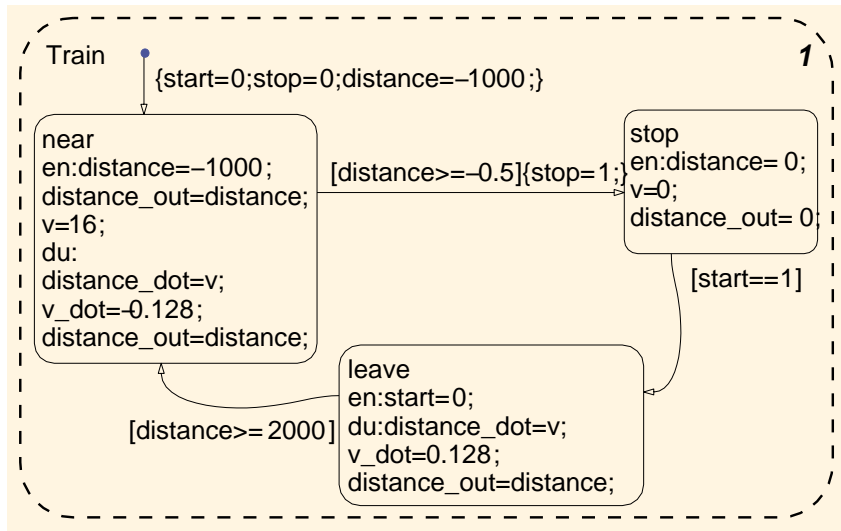 Train
1
{start=0;stop=0;distance=–1000;}
near
en:distance=–1000;
distance_out=distance;
v=16;
du:
distance_dot=v;
v_dot=–0.128;
distance_out=distance;
[distance>=–0.5]{stop=1;}
stop
en:distance= 0;
v=0;
distance_out= 0;
[start==1]
leave
en:start=0;
du:distance_dot=v;
v_dot=0.128;
distance_out=distance;
[distance>= 2000]